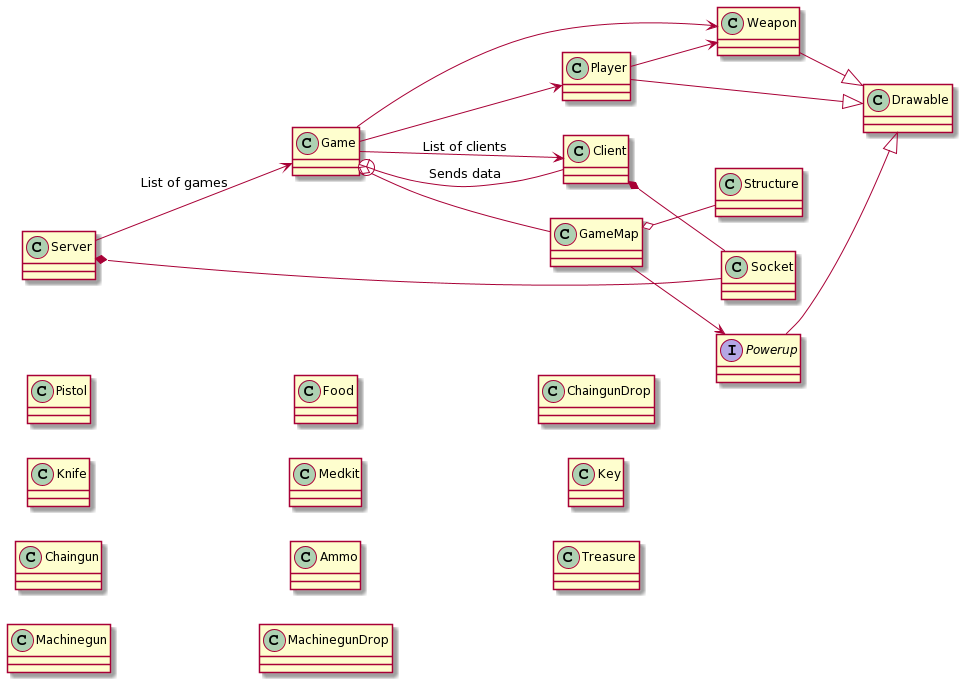 C Weapon
C Player
C Drawable
C Game
List of clients
C Client
Sends data
List of games
C Structure
C GameMap
C Server
C Socket
I Powerup
C Pistol
C Food
C ChaingunDrop
C Knife
C Medkit
C Key
C Chaingun
C Ammo
C Treasure
C Machinegun
C MachinegunDrop